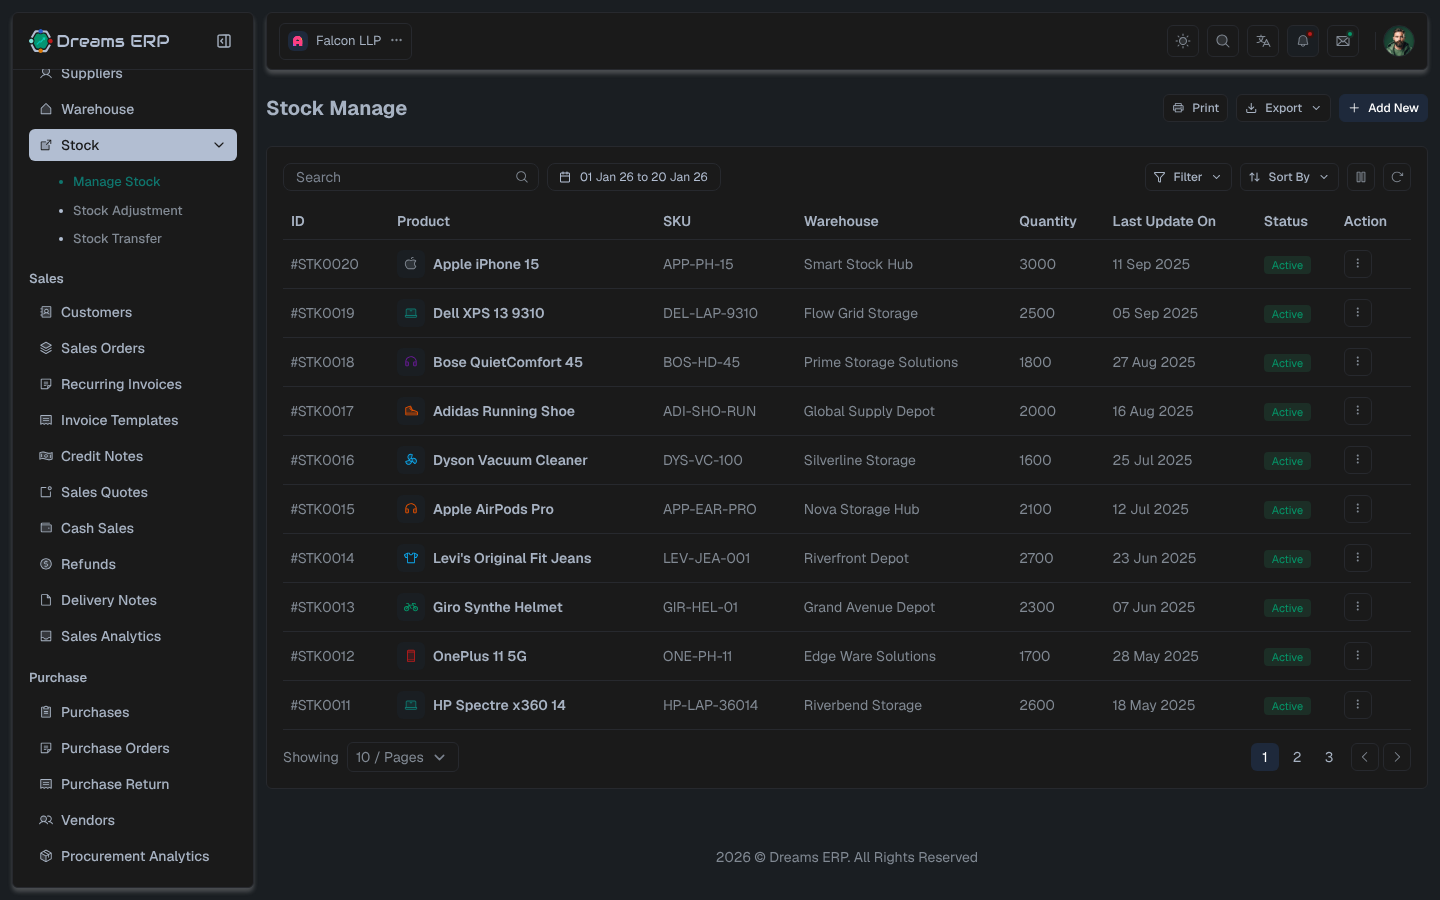 Dreams ERP
Suppliers
Warehouse
Stock
Manage Stock
Stock Adjustment
Stock Transfer
Sales
Customers
Sales Orders
Recurring Invoices
Invoice Templates
Credit Notes
Sales Quotes
Cash Sales
Refunds
Delivery Notes
Sales Analytics
Purchase
Purchases
Purchase Orders
Purchase Return
Vendors
Procurement Analytics
Falcon LLP
Stock Manage
Print
Export
Add New
Search
01 Jan 26 to 20 Jan 26
Filter
Sort By
ID Product SKU Warehouse Quantity Last Update On Status Action
#STK0020 Apple iPhone 15 APP-PH-15 Smart Stock Hub 3000 11 Sep 2025 Active
#STK0019 Dell XPS 13 9310 DEL-LAP-9310 Flow Grid Storage 2500 05 Sep 2025 Active
#STK0018 Bose QuietComfort 45 BOS-HD-45 Prime Storage Solutions 1800 27 Aug 2025 Active
#STK0017 Adidas Running Shoe ADI-SHO-RUN Global Supply Depot 2000 16 Aug 2025 Active
#STK0016 Dyson Vacuum Cleaner DYS-VC-100 Silverline Storage 1600 25 Jul 2025 Active
#STK0015 Apple AirPods Pro APP-EAR-PRO Nova Storage Hub 2100 12 Jul 2025 Active
#STK0014 Levi's Original Fit Jeans LEV-JEA-001 Riverfront Depot 2700 23 Jun 2025 Active
#STK0013 Giro Synthe Helmet GIR-HEL-01 Grand Avenue Depot 2300 07 Jun 2025 Active
#STK0012 OnePlus 11 5G ONE-PH-11 Edge Ware Solutions 1700 28 May 2025 Active
#STK0011 HP Spectre x360 14 HP-LAP-36014 Riverbend Storage 2600 18 May 2025 Active
Showing 10 / Pages
1 2 3
2026 © Dreams ERP. All Rights Reserved